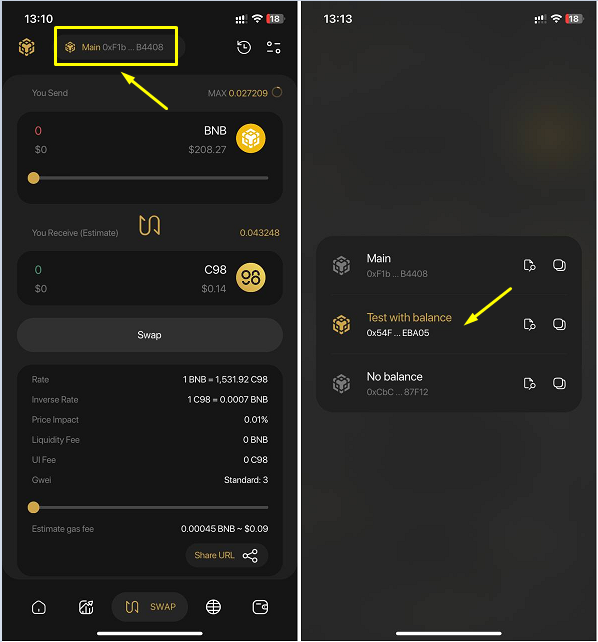 13:10
18
Main 0xF1b ... B4408
You Send
MAX 0.027209
0
BNB
$0
$208.27
You Receive (Estimate)
0.043248
0
C98
$0
$0.14
Swap
Rate
1 BNB = 1,531.92 C98
Inverse Rate
1 C98 = 0.0007 BNB
Price Impact
0.01%
Liquidity Fee
0 BNB
UI Fee
0 C98
Gwei
Standard: 3
Estimate gas fee
0.00045 BNB ~ $0.09
Share URL
SWAP
13:13
18
Main
0xF1b ... B4408
Test with balance
0x54F ... EBA05
No balance
0xCbC ... 87F12